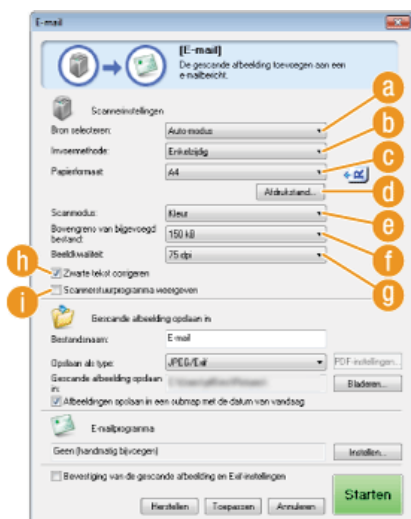 E-mail
[E-mail]
De gescande afbeelding toevoegen aan een
e-mailbericht.
Scannerinstellingen
a
Bron selecteren: Auto modus
b
Invoermethode: Enkelzijdig
c
Papierformaat: A4
d
Afdrukstand...
Scanmodus: Kleur
e
Bovengrens van bijgevoegd
bestand: 150 kB
f
Beeldkwaliteit: 75 dpi
g
h
Zwarte tekst corrigeren
i
Scannerstuurprogramma weergeven
Gescande afbeelding opslaan in
Bestandsnaam: E-mail
Opslaan als type: JPEG/Exif PDF-instellingen...
Gescande afbeelding opslaan
in: Bladeren...
Afbeeldingen opslaan in een submap met de datum van vandaag
E-mailprogramma
Geen (handmatig bijvoegen) Instellen...
Bevestiging van de gescande afbeelding en Exif-instellingen
Herstellen Toepassen Annuleren Starten